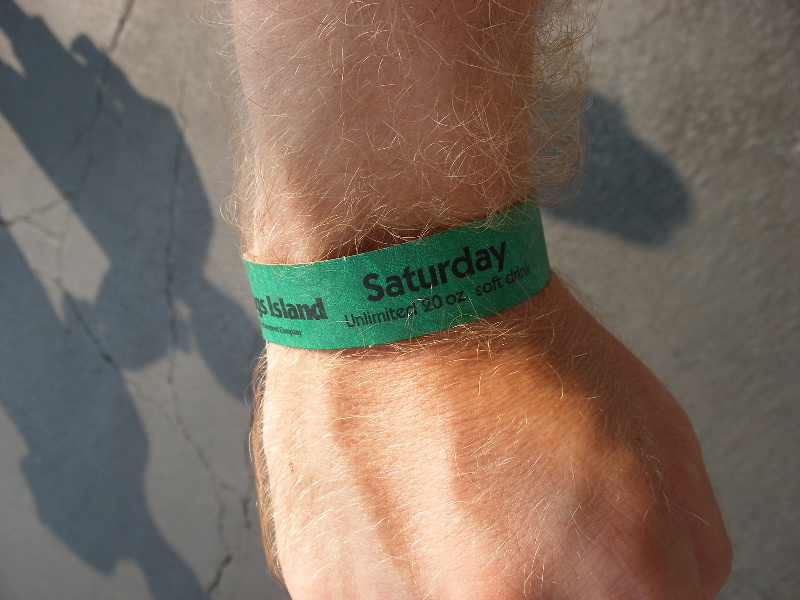 gs Island
Saturday
Unlimited 20 oz soft drink